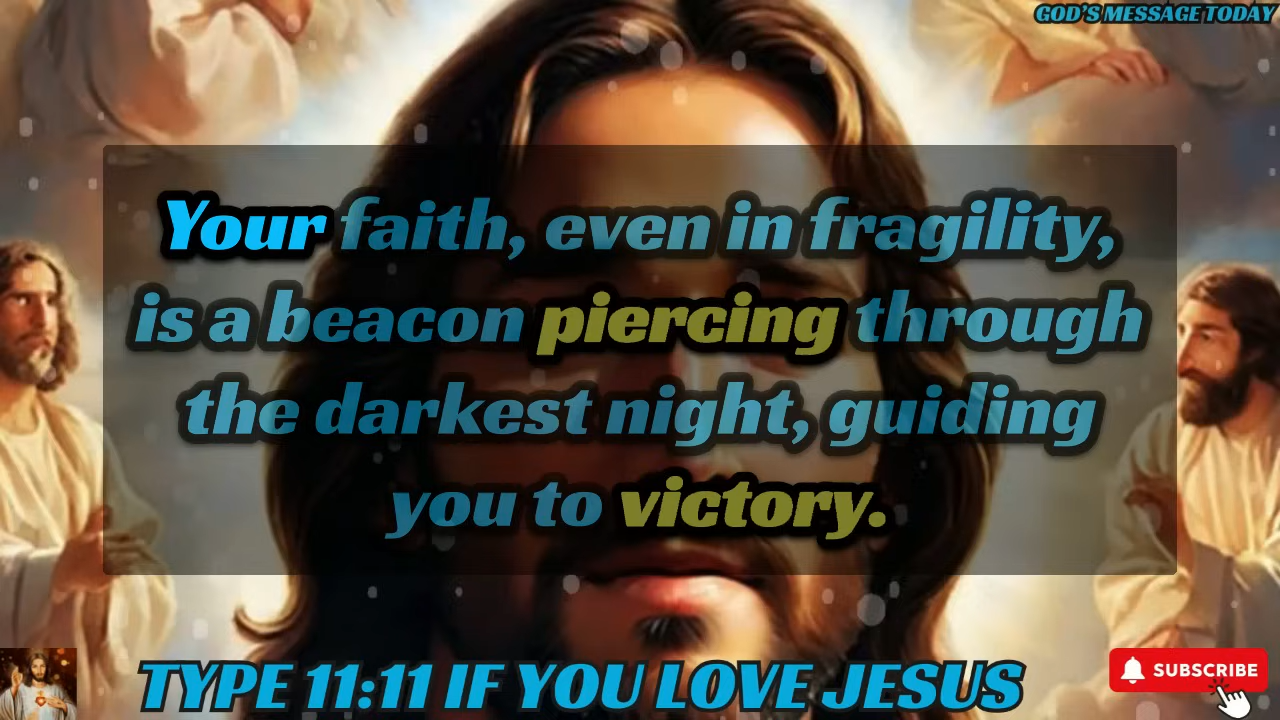 GOD'S MESSAGE TODAY
Your faith, even in fragility,
is a beacon piercing through
the darkest night, guiding
you to victory.
TYPE 11:11 IF YOU LOVE JESUS
SUBSCRIBE